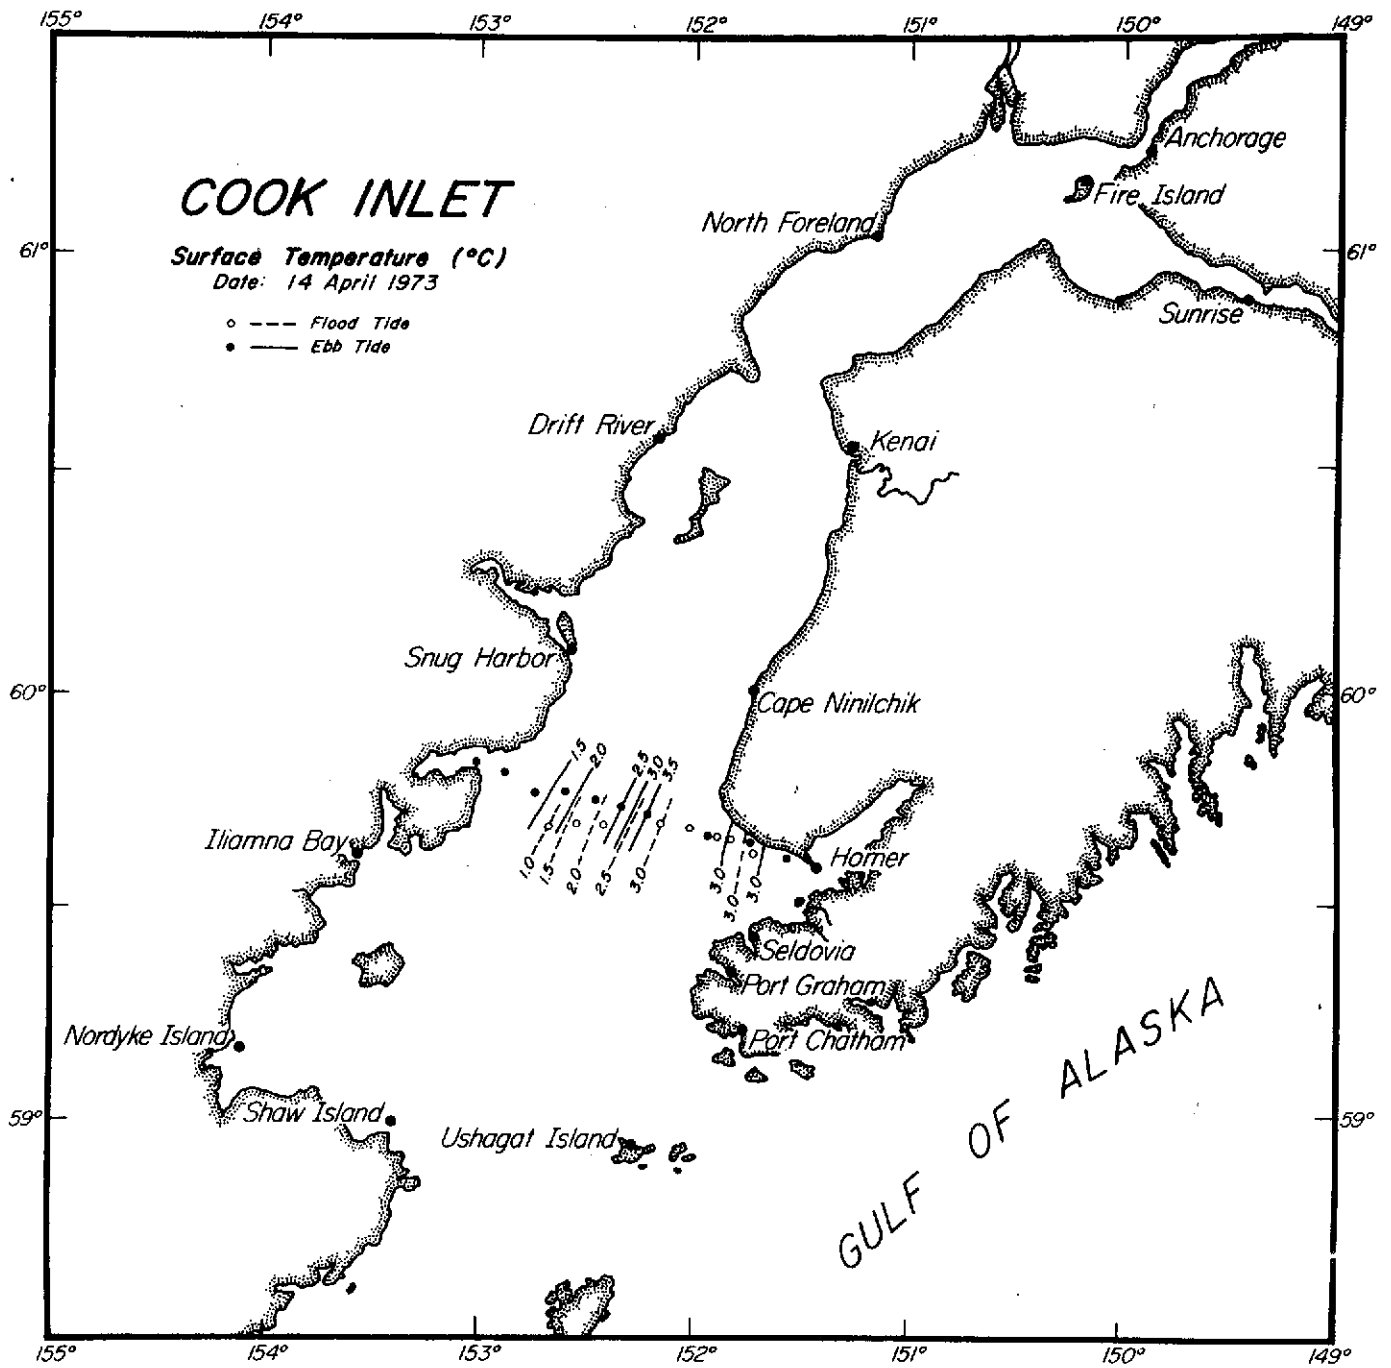 155° 154° 153° 152° 151° 150° 149°
Anchorage
Fire Island
COOK INLET
North Foreland
61° 61°
Surface Temperature (°C)
Date: 14 April 1973
Flood Tide
Ebb Tide
Sunrise
Drift River
Kenai
Snug Harbor
60° 60°
Cape Ninilchik
1.5 2.0 2.5 3.0 3.5
Iliamna Bay
Homer
1.0 1.5 2.0 2.5 3.0 3.0 3.0 3.0
Seldovia
Port Graham
Nordyke Island
Port Chatham
GULF OF ALASKA
59° 59°
Shaw Island
Ushagat Island
155° 154° 153° 152° 151° 150° 149°